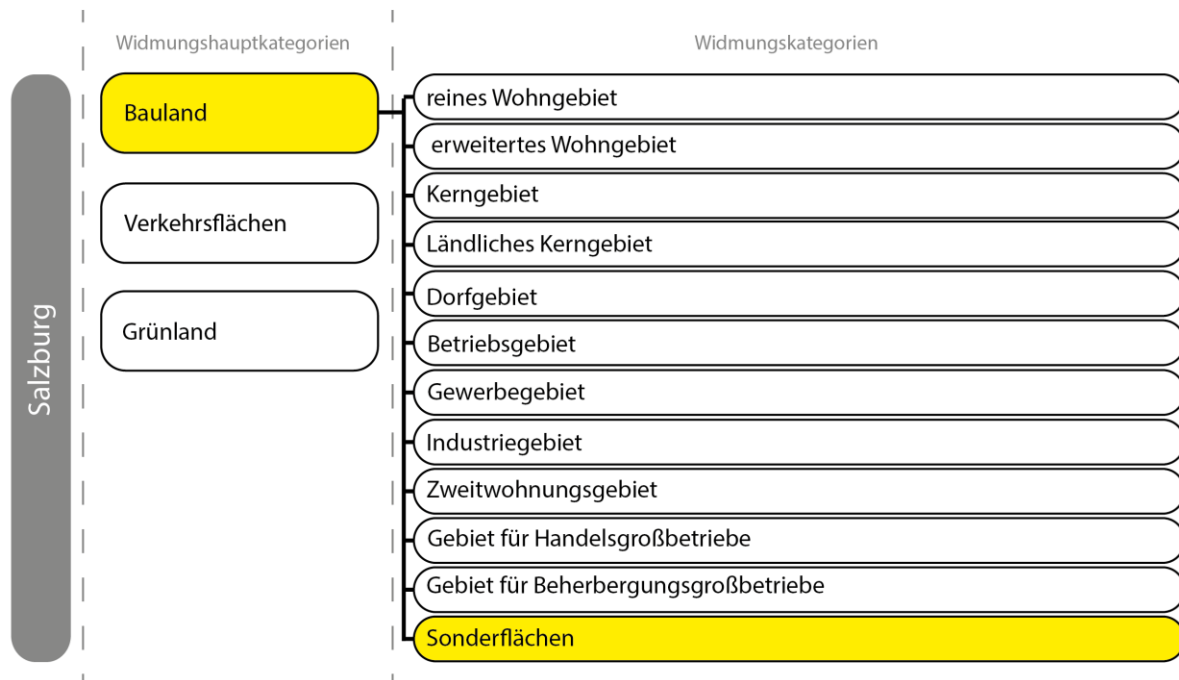 Widmungshauptkategorien
Widmungskategorien
Salzburg
Bauland
Verkehrsflächen
Grünland
reines Wohngebiet
erweitertes Wohngebiet
Kerngebiet
Ländliches Kerngebiet
Dorfgebiet
Betriebsgebiet
Gewerbegebiet
Industriegebiet
Zweitwohnungsgebiet
Gebiet für Handelsgroßbetriebe
Gebiet für Beherbergungsgroßbetriebe
Sonderflächen